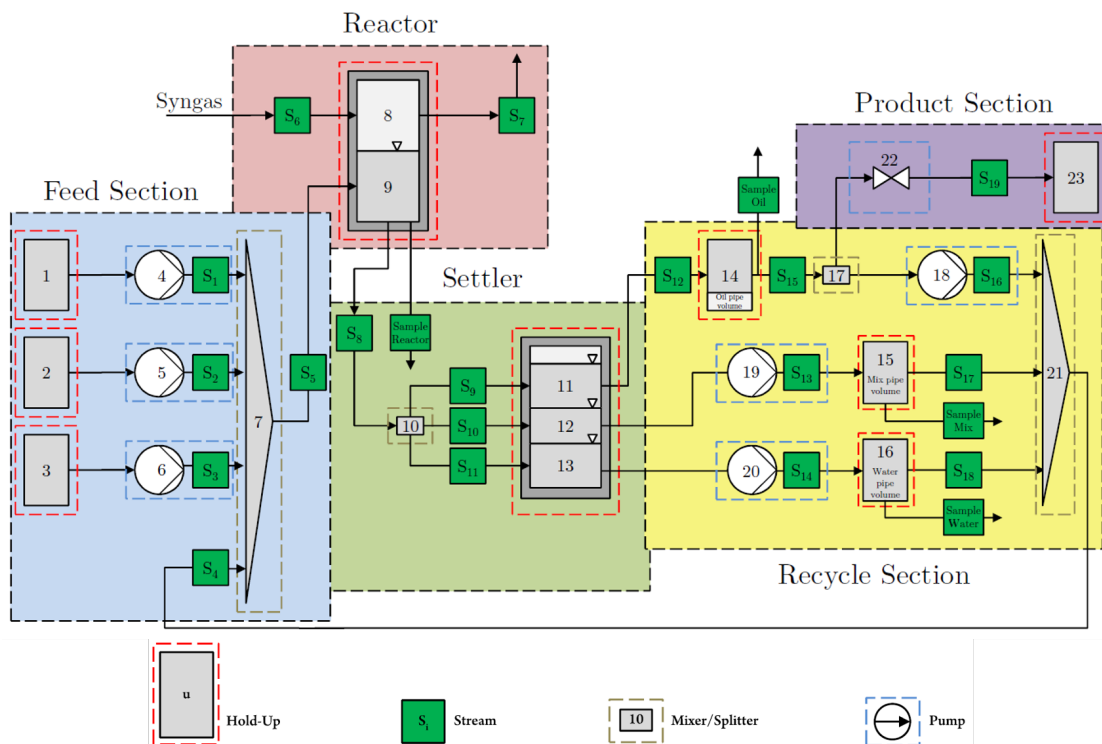 Reactor
Syngas
S6
8
S7
9
Product Section
22
S19
23
Feed Section
1
4
S1
2
5
S2
7
S5
3
6
S3
S4
Settler
S8
Sample
Reactor
10
S9
S10
S11
11
12
13
Sample
Oil
S12
14
Oil pipe
volume
S15
17
18
S16
19
S13
15
Mix pipe
volume
S17
21
Sample
Mix
20
S14
16
Water
pipe
volume
S18
Sample
Water
Recycle Section
u
Hold-Up
Si
Stream
10
Mixer/Splitter
Pump